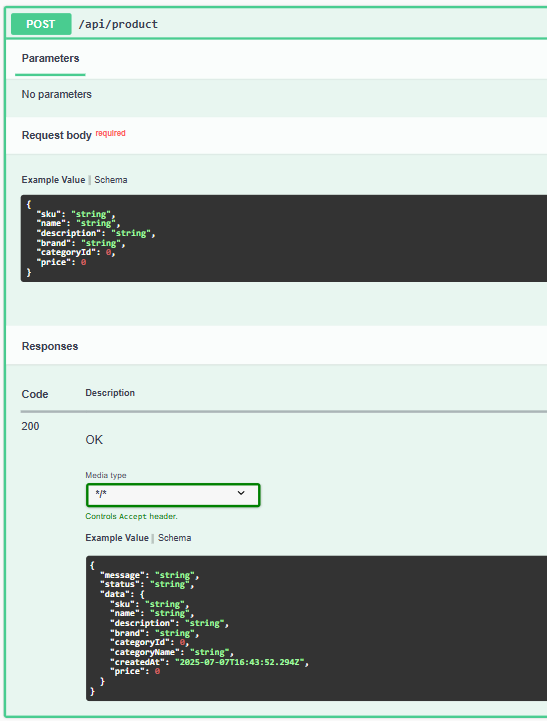 POST /api/product
Parameters
No parameters
Request body required
Example Value | Schema
{
  "sku": "string",
  "name": "string",
  "description": "string",
  "brand": "string",
  "categoryId": 0,
  "price": 0
}
Responses
Code Description
200
OK
Media type
*/*
Controls Accept header.
Example Value | Schema
{
  "message": "string",
  "status": "string",
  "data": {
    "sku": "string",
    "name": "string",
    "description": "string",
    "brand": "string",
    "categoryId": 0,
    "categoryName": "string",
    "createdAt": "2025-07-07T16:43:52.294Z",
    "price": 0
  }
}